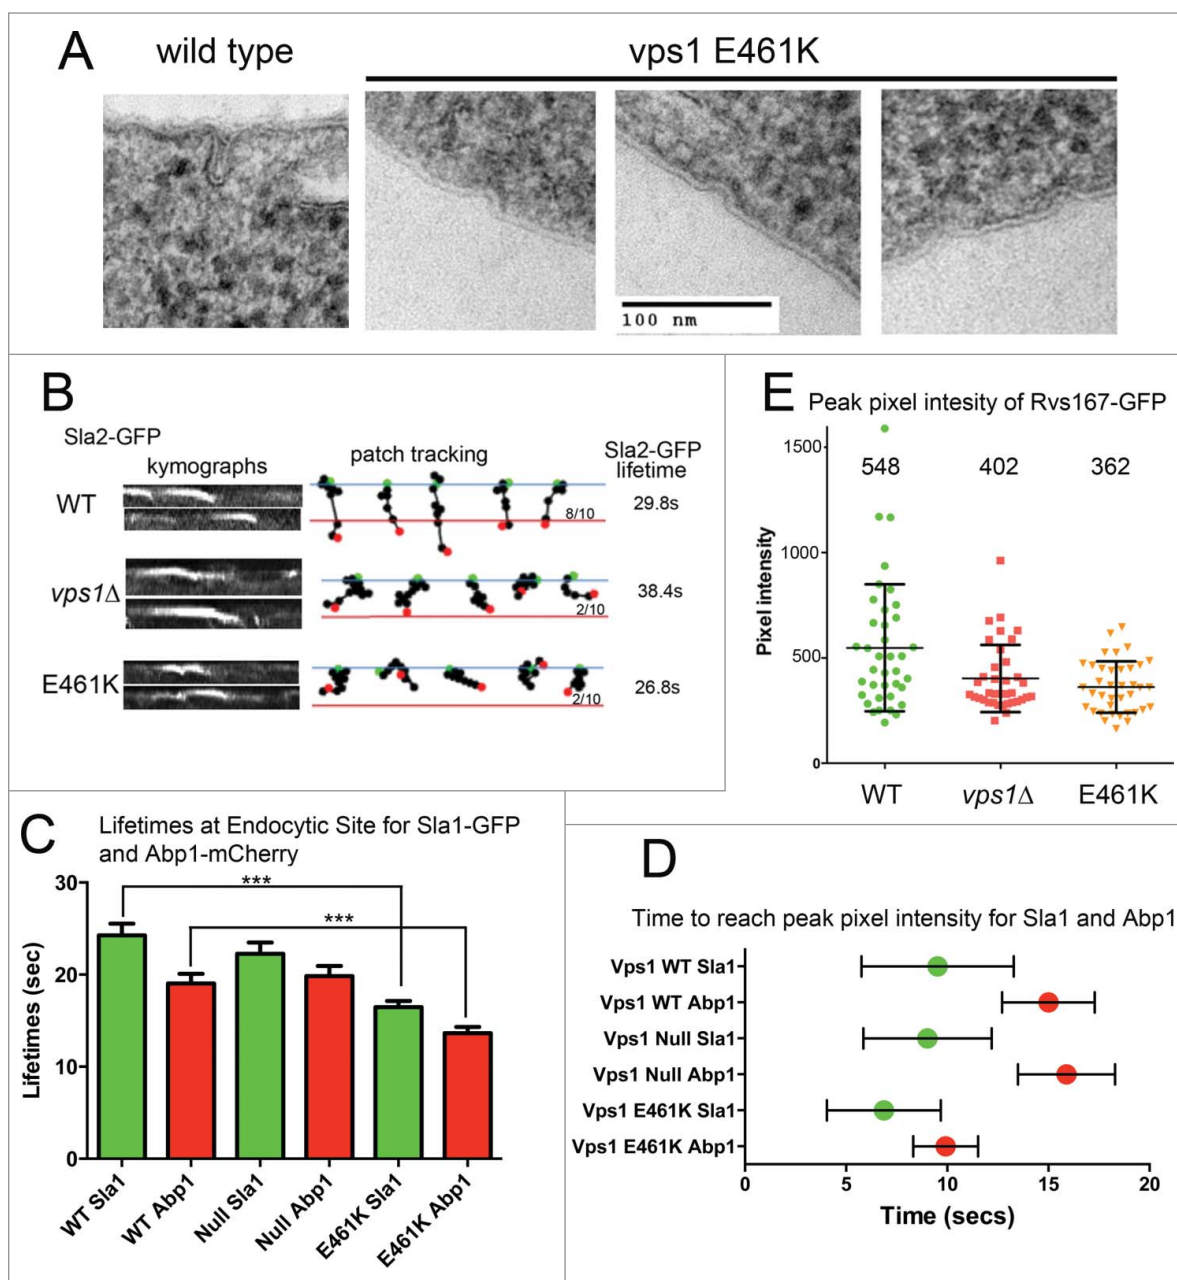 A
wild type
vps1 E461K
100 nm
B
Sla2-GFP
kymographs
patch tracking
Sla2-GFP
lifetime
WT
8/10
29.8s
vps1Δ
2/10
38.4s
E461K
2/10
26.8s
E
Peak pixel intesity of Rvs167-GFP
1500
548
402
362
1000
500
0
Pixel intensity
WT
vps1Δ
E461K
C
Lifetimes at Endocytic Site for Sla1-GFP
and Abp1-mCherry
30
20
10
0
***
***
Lifetimes (sec)
WT Sla1
WT Abp1
Null Sla1
Null Abp1
E461K Sla1
E461K Abp1
D
Time to reach peak pixel intensity for Sla1 and Abp1
Vps1 WT Sla1
Vps1 WT Abp1
Vps1 Null Sla1
Vps1 Null Abp1
Vps1 E461K Sla1
Vps1 E461K Abp1
0
5
10
15
20
Time (secs)